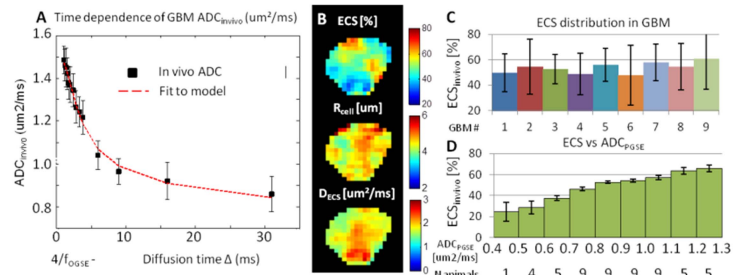 A Time dependence of GBM ADCinvivo (um²/ms)
1.6
1.4
1.2
1.0
0.8
ADCinvivo (um2/ms)
In vivo ADC
Fit to model
0 10 20 30
4/fOGSE - Diffusion time Δ (ms)
B
ECS [%]
80
60
40
20
Rcell [um]
6
4
2
DECS [um²/ms]
3
2
1
0
C ECS distribution in GBM
ECSinvivo [%]
80
60
40
20
GBM # 1 2 3 4 5 6 7 8 9
D ECS vs ADCPGSE
ECSinvivo [%]
80
60
40
20
0
ADCPGSE 0.4 0.5 0.6 0.7 0.8 0.9 1.0 1.1 1.2 1.3
[um2/ms]
N animals 1 4 5 9 9 9 9 5 5